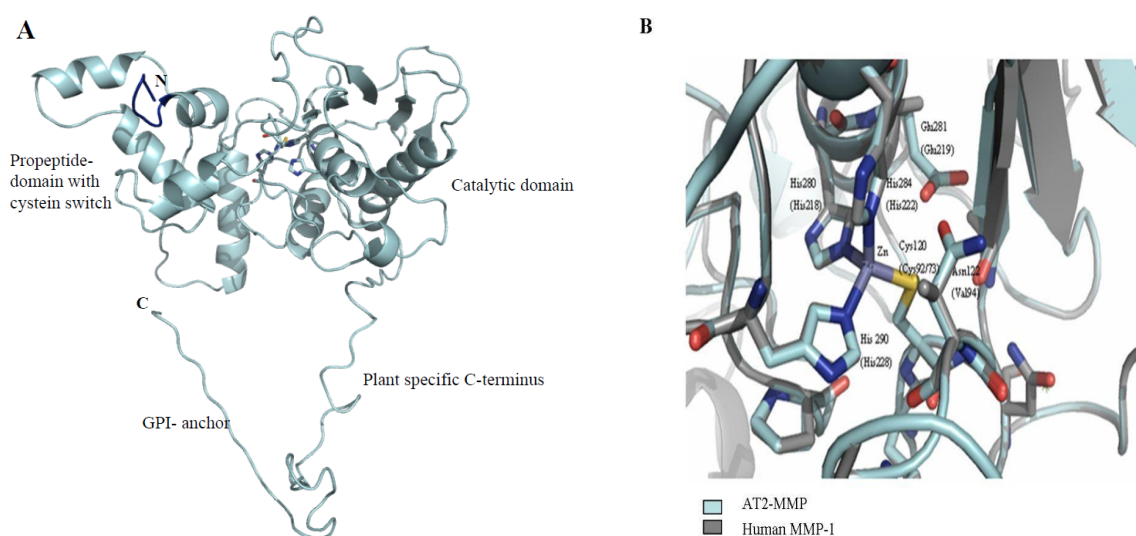 A
B
N
Propeptide-
domain with
cystein switch
Catalytic domain
C
Plant specific C-terminus
GPI- anchor
Glu281
(Glu219)
His280
(His218)
His284
(His222)
Zn
Cys120
(Cys92/73)
Asn122
(Val94)
His 290
(His228)
AT2-MMP
Human MMP-1